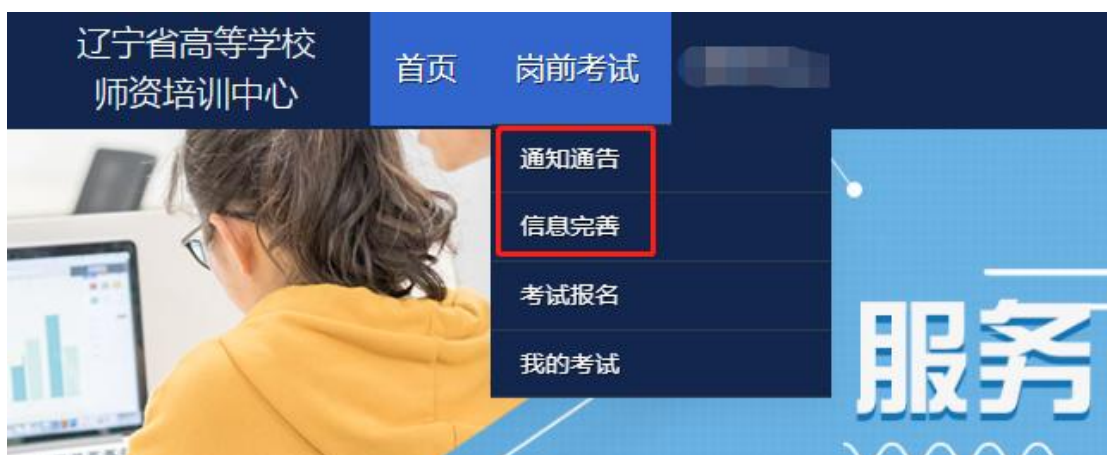 辽宁省高等学校
师资培训中心
首页
岗前考试
通知通告
信息完善
考试报名
我的考试
服务